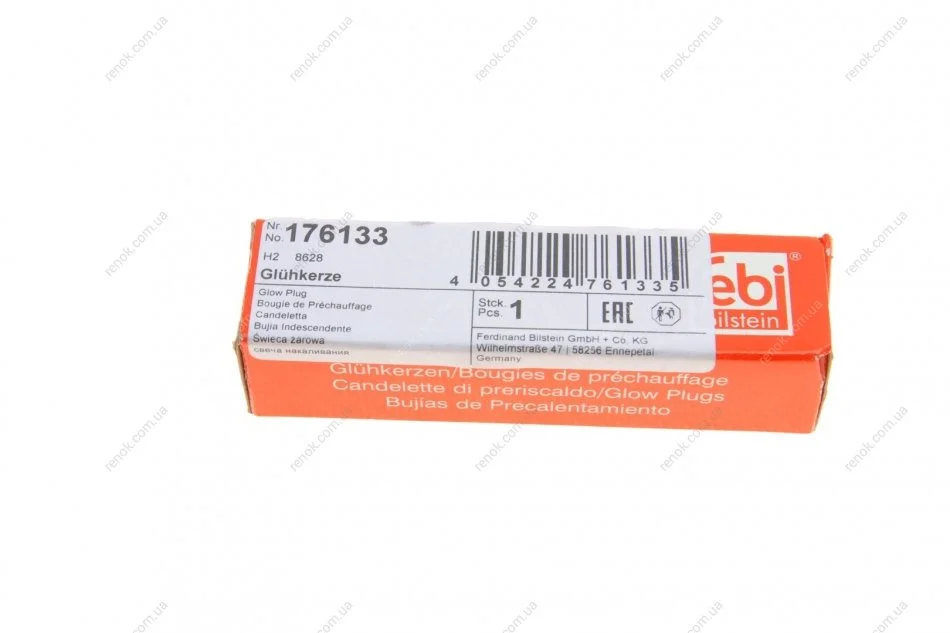 Nr.
No. 176133
H2 8628
Glühkerze
Glow Plug
Bougie de Préchauffage
Candeletta
Bujia Indescendente
Świeca żarowa
свеча накаливания
4 054224 761335
Stck.
Pcs. 1
EAC
Ferdinand Bilstein GmbH + Co. KG
Wilhelmstraße 47 | 58256 Ennepetal
Germany
ebi®
bilstein
Glühkerzen/Bougies de préchauffage
Candelette di preriscaldo/Glow Plugs
Bujías de Precalentamiento
renok.com.ua